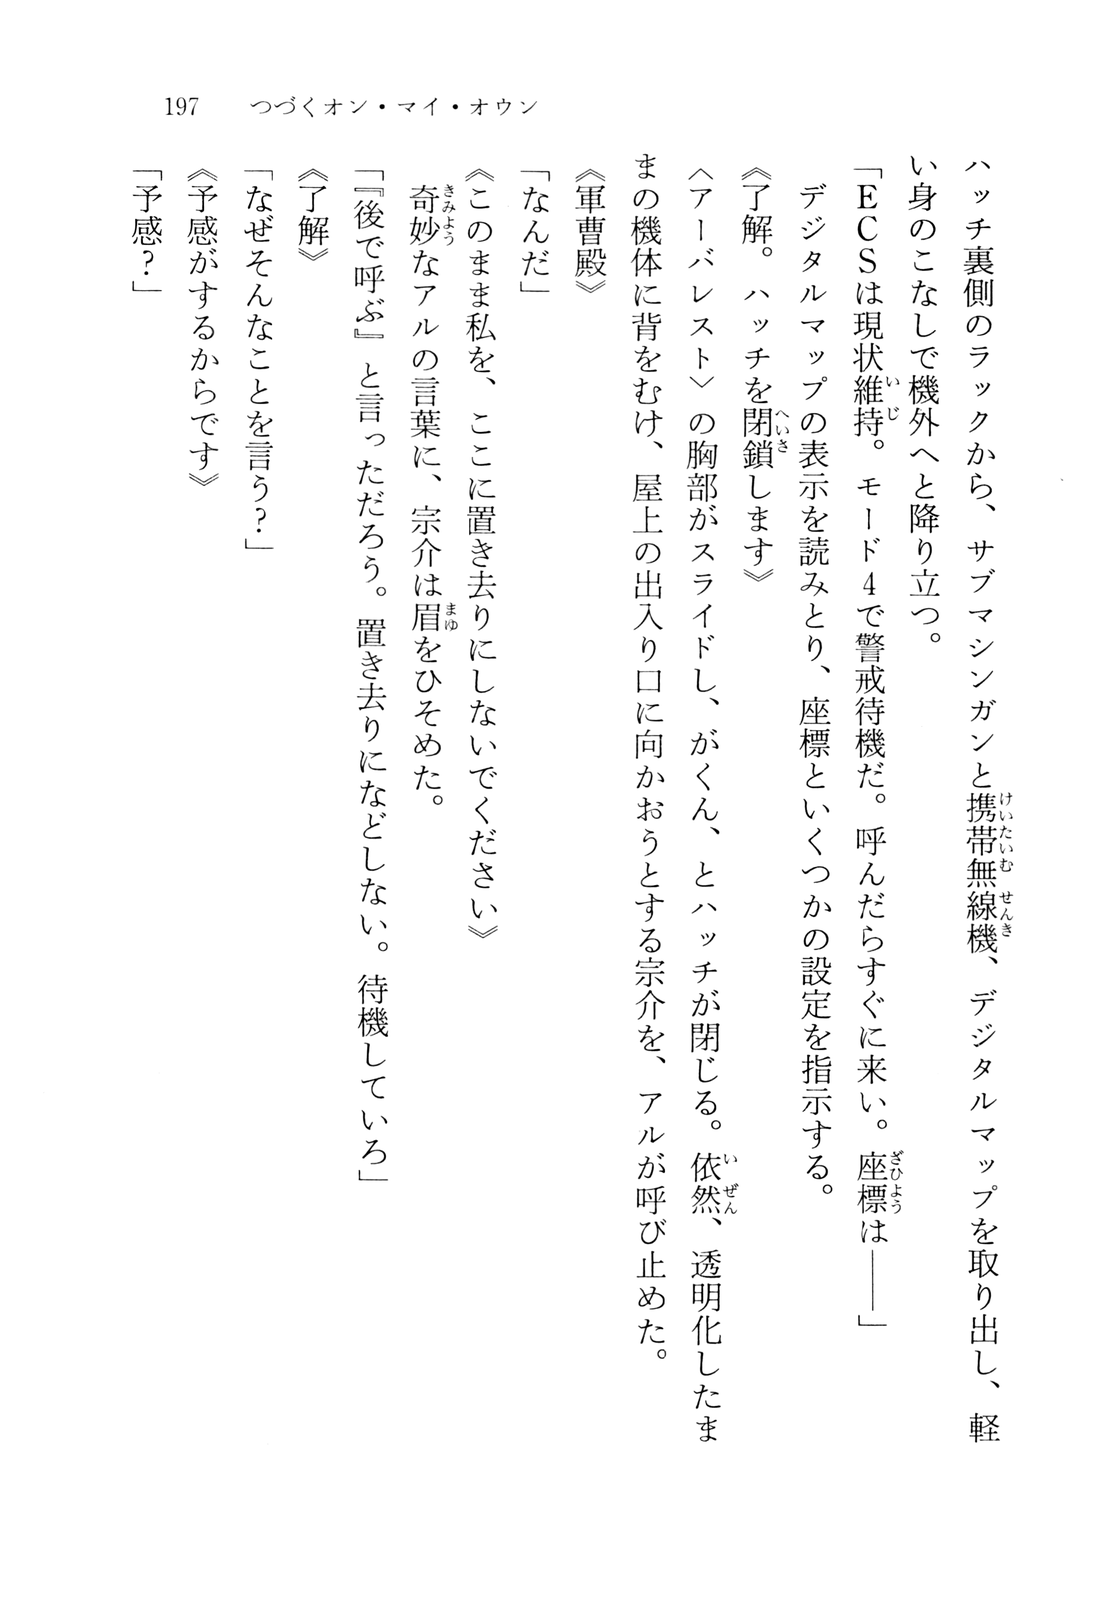 197 つづくオン・マイ・オウン
ハッチ裏側のラックから、サブマシンガンと携帯無線機、デジタルマップを取り出し、軽
い身のこなしで機外へと降り立つ。
「ECSは現状維持。モード4で警戒待機だ。呼んだらすぐに来い。座標は――」
デジタルマップの表示を読みとり、座標といくつかの設定を指示する。
《了解。ハッチを閉鎖します》
〈アーバレスト〉の胸部がスライドし、がくん、とハッチが閉じる。依然、透明化したま
まの機体に背をむけ、屋上の出入り口に向かおうとする宗介を、アルが呼び止めた。
《軍曹殿》
「なんだ」
《このまま私を、ここに置き去りにしないでください》
奇妙なアルの言葉に、宗介は眉をひそめた。
「『後で呼ぶ』と言っただろう。置き去りになどしない。待機していろ」
《了解》
「なぜそんなことを言う?」
《予感がするからです》
「予感?」